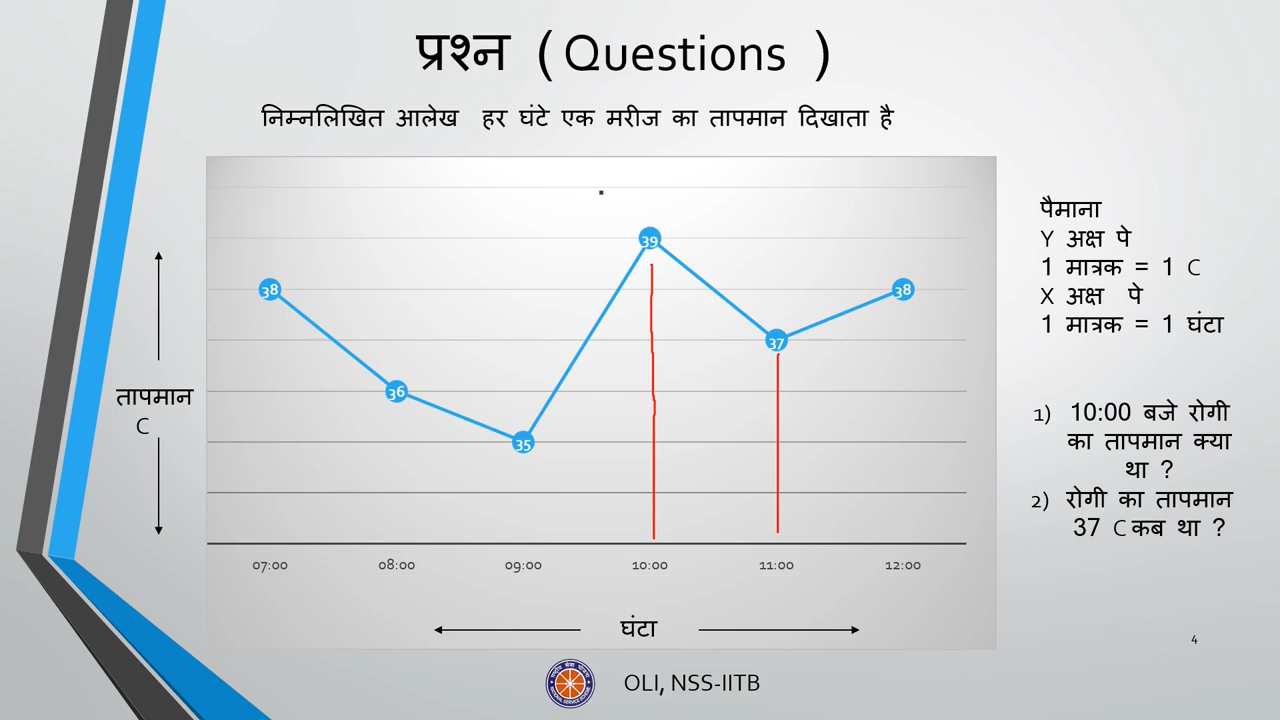 प्रश्न ( Questions )
निम्नलिखित आलेख हर घंटे एक मरीज का तापमान दिखाता है
पैमाना
Y अक्ष पे
1 मात्रक = 1 C
X अक्ष पे
1 मात्रक = 1 घंटा
39
38
38
37
36
35
तापमान
C
1) 10:00 बजे रोगी
का तापमान क्या
था ?
2) रोगी का तापमान
37 C कब था ?
07:00 08:00 09:00 10:00 11:00 12:00
घंटा
4
OLI, NSS-IITB